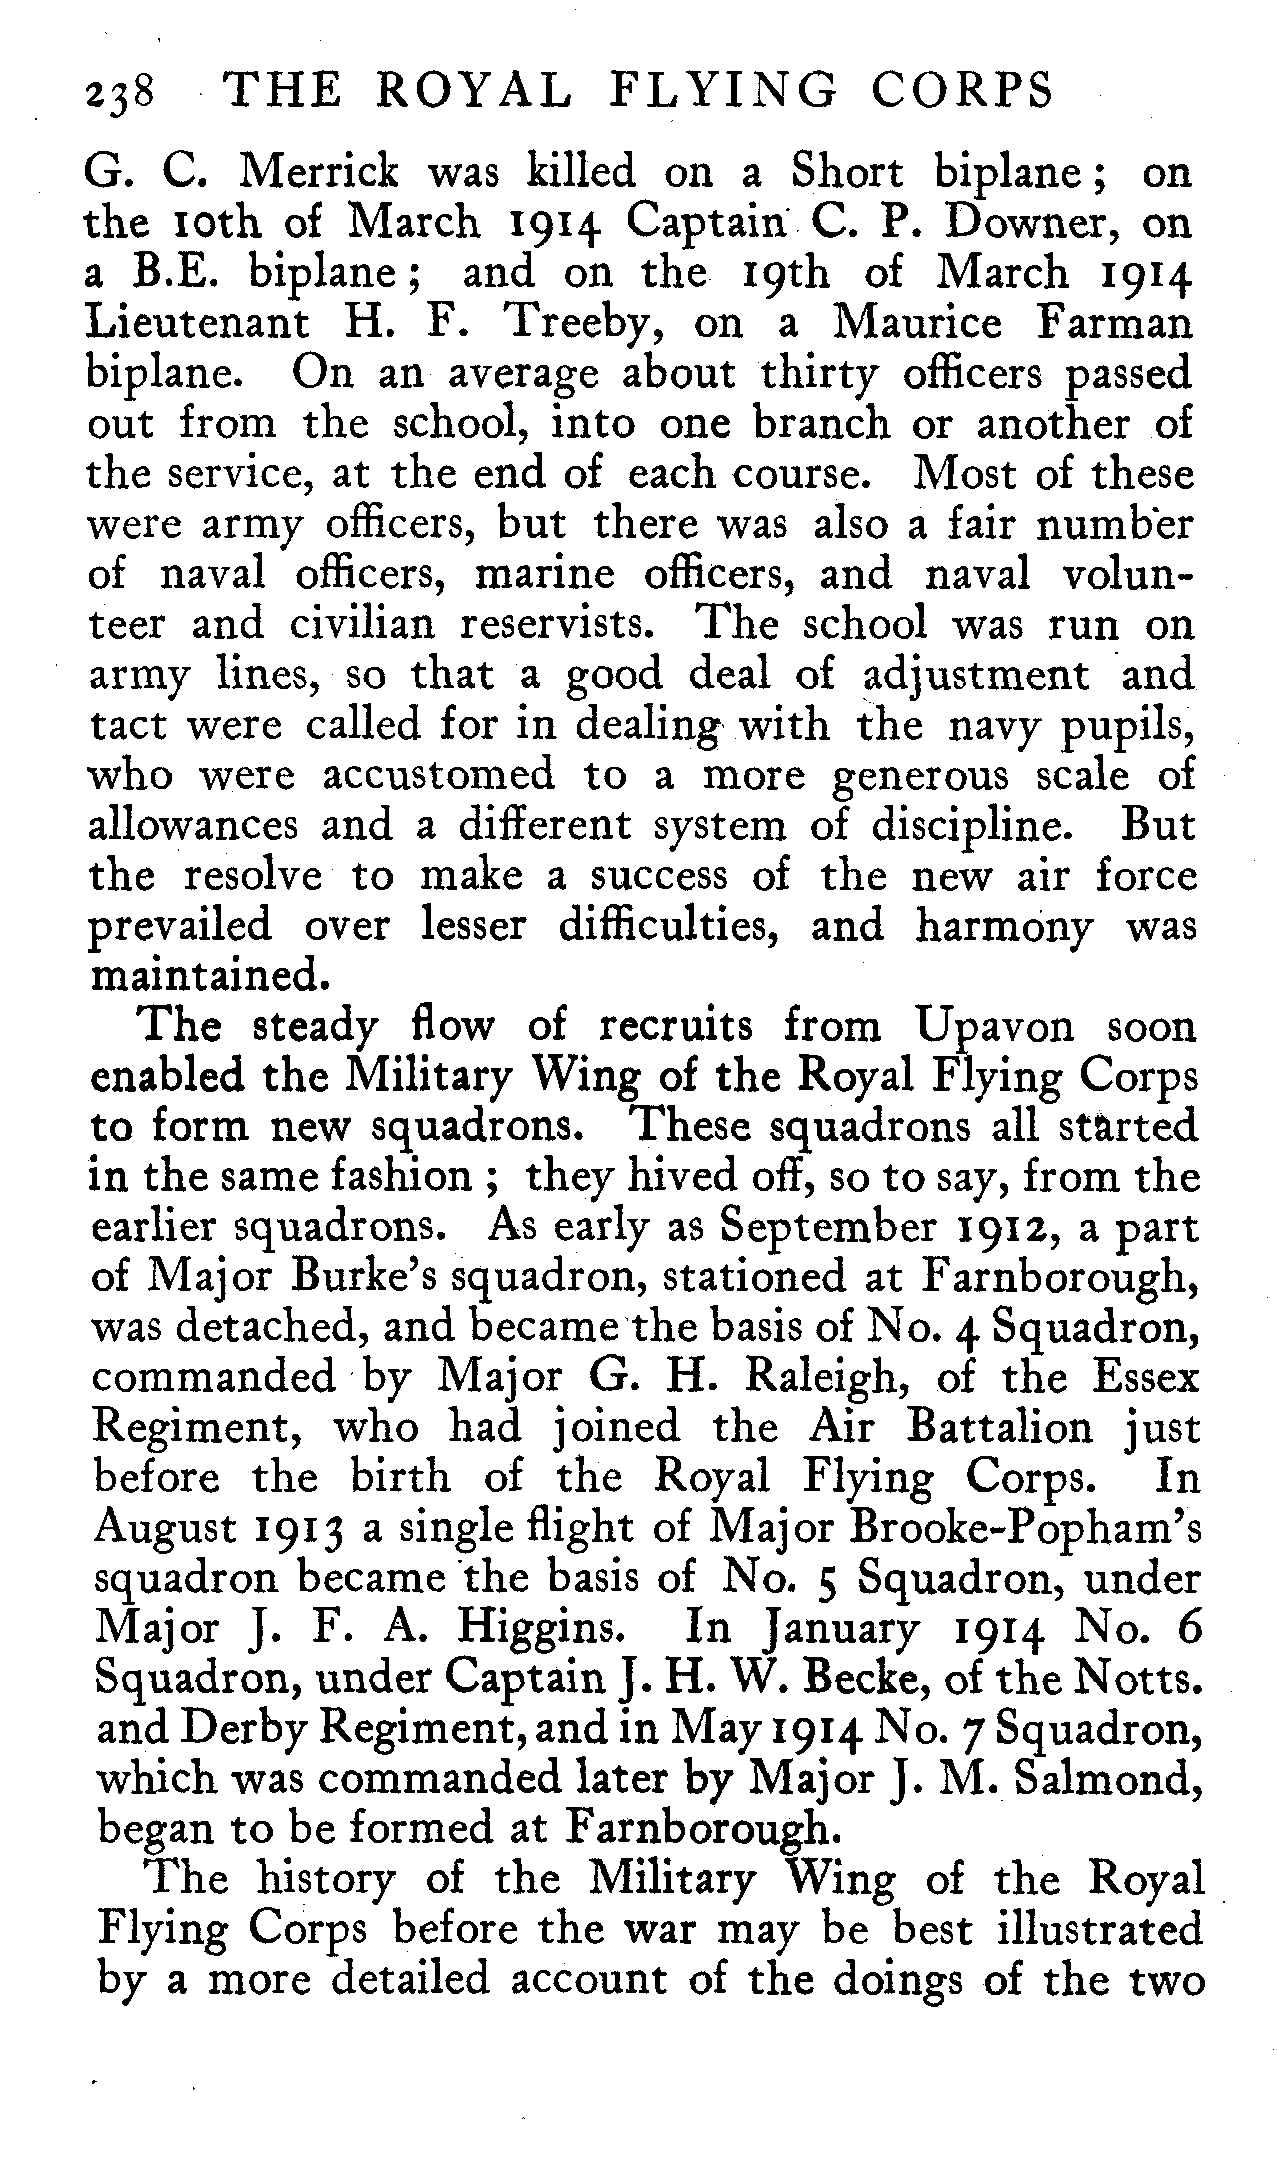 238 THE ROYAL FLYING CORPS
G. C. Merrick was killed on a Short biplane ; on
the 10th of March 1914 Captain C. P. Downer, on
a B.E. biplane ; and on the 19th of March 1914
Lieutenant H. F. Treeby, on a Maurice Farman
biplane. On an average about thirty officers passed
out from the school, into one branch or another of
the service, at the end of each course. Most of these
were army officers, but there was also a fair number
of naval officers, marine officers, and naval volun-
teer and civilian reservists. The school was run on
army lines, so that a good deal of adjustment and
tact were called for in dealing with the navy pupils,
who were accustomed to a more generous scale of
allowances and a different system of discipline. But
the resolve to make a success of the new air force
prevailed over lesser difficulties, and harmony was
maintained.
The steady flow of recruits from Upavon soon
enabled the Military Wing of the Royal Flying Corps
to form new squadrons. These squadrons all started
in the same fashion ; they hived off, so to say, from the
earlier squadrons. As early as September 1912, a part
of Major Burke's squadron, stationed at Farnborough,
was detached, and became the basis of No. 4 Squadron,
commanded by Major G. H. Raleigh, of the Essex
Regiment, who had joined the Air Battalion just
before the birth of the Royal Flying Corps. In
August 1913 a single flight of Major Brooke-Popham's
squadron became the basis of No. 5 Squadron, under
Major J. F. A. Higgins. In January 1914 No. 6
Squadron, under Captain J. H. W. Becke, of the Notts.
and Derby Regiment, and in May 1914 No. 7 Squadron,
which was commanded later by Major J. M. Salmond,
began to be formed at Farnborough.
The history of the Military Wing of the Royal
Flying Corps before the war may be best illustrated
by a more detailed account of the doings of the two